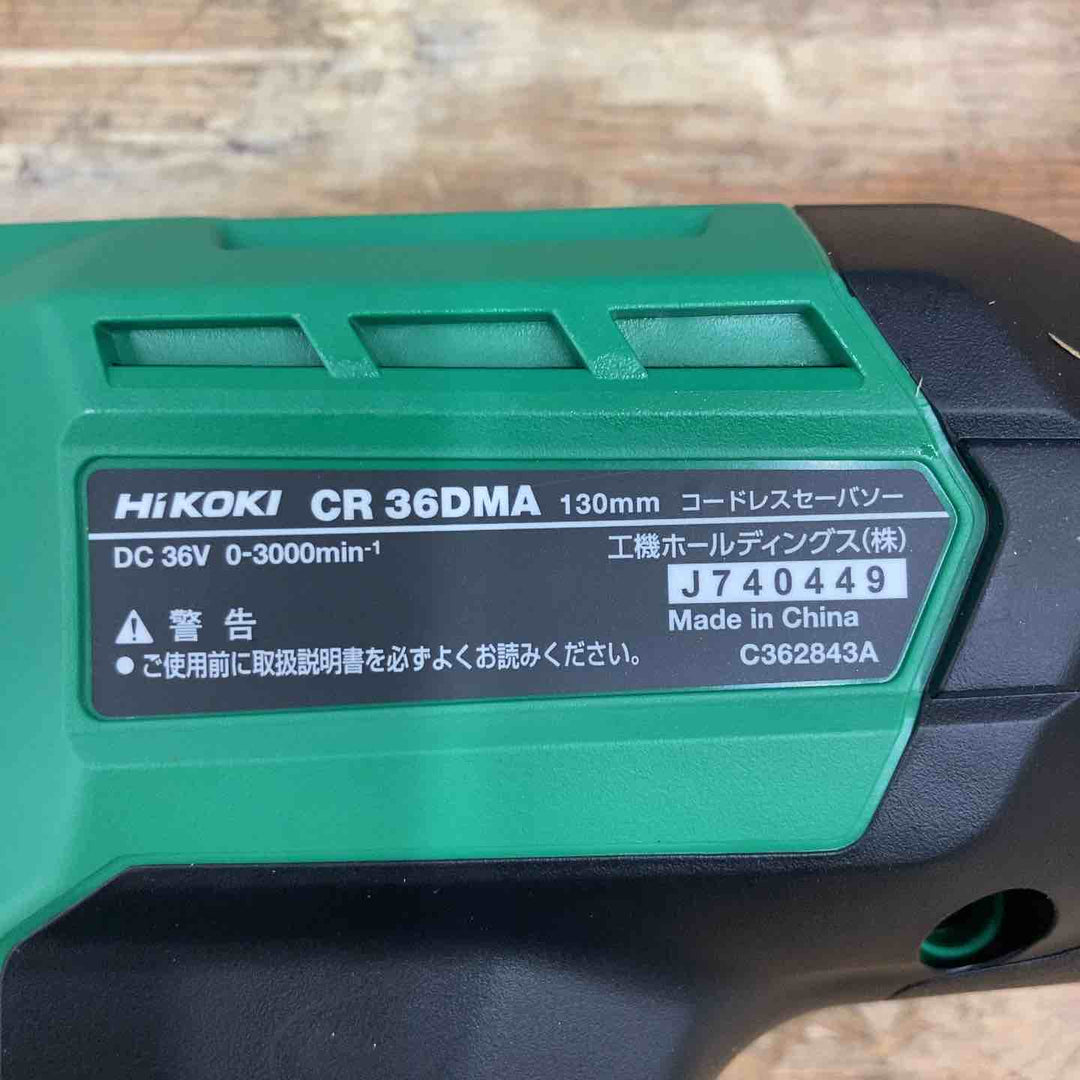 HiKOKI CR 36DMA 130mm コードレスセーバソー
DC 36V 0-3000min⁻¹ 工機ホールディングス(株)
J740449
Made in China
⚠ 警告
●ご使用前に取扱説明書を必ずよくお読みください。
C362843A